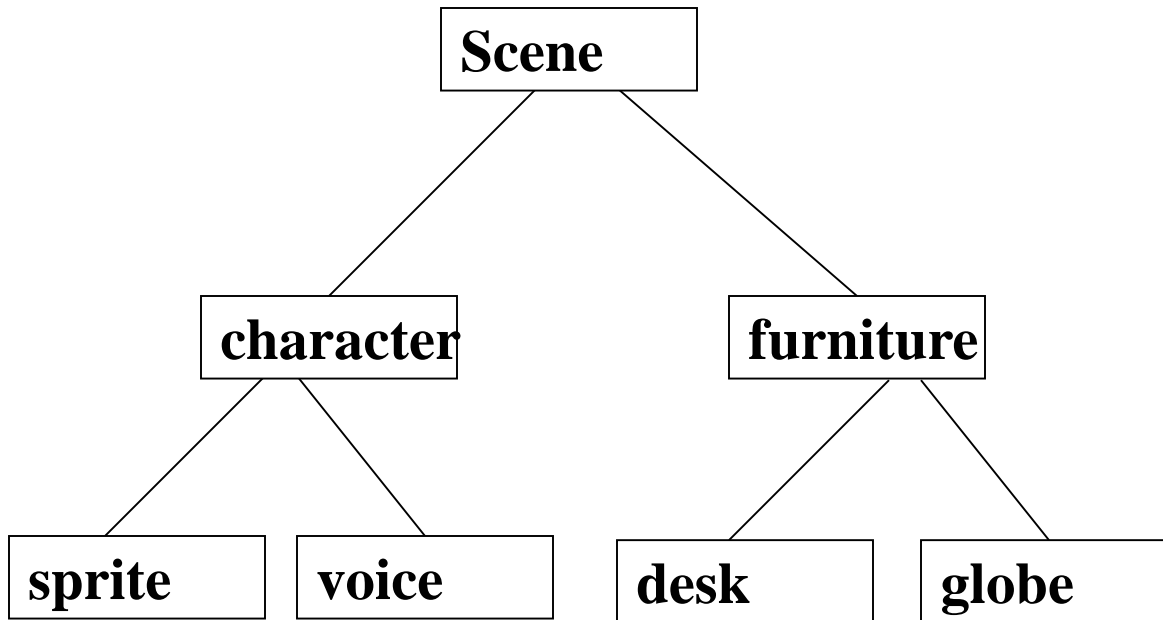 Scene
character
furniture
sprite
voice
desk
globe